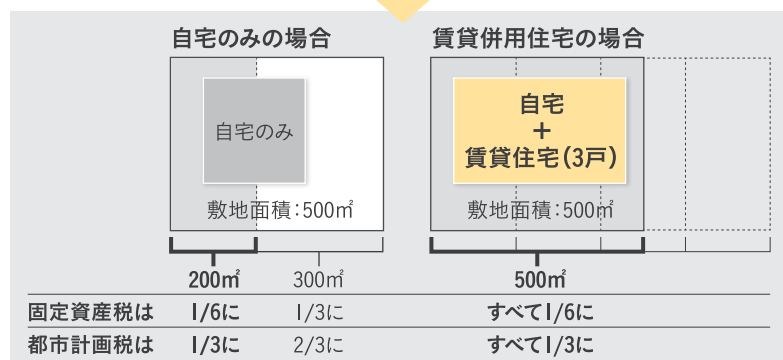 自宅のみの場合
賃貸併用住宅の場合
自宅のみ
自宅
+
賃貸住宅(3戸)
敷地面積:500㎡
敷地面積:500㎡
200㎡ 300㎡ 500㎡
固定資産税は 1/6に 1/3に すべて1/6に
都市計画税は 1/3に 2/3に すべて1/3に